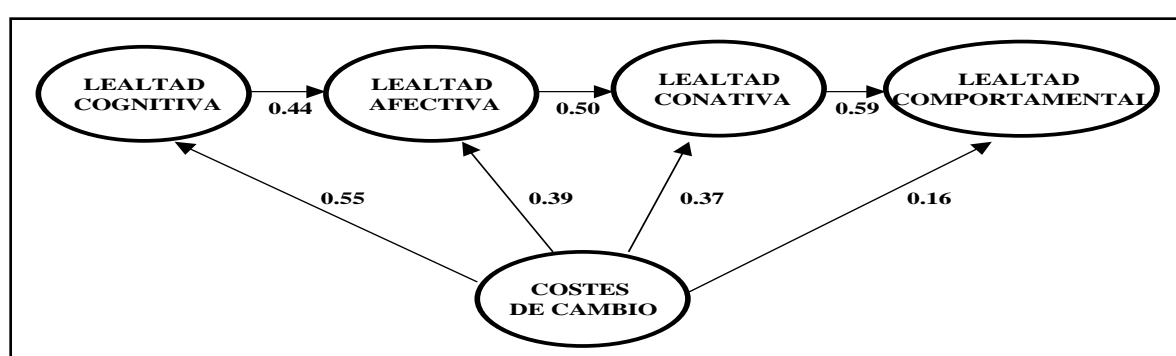 LEALTAD
COGNITIVA
LEALTAD
AFECTIVA
LEALTAD
CONATIVA
LEALTAD
COMPORTAMENTAL
0.44
0.50
0.59
0.55
0.39
0.37
0.16
COSTES
DE CAMBIO